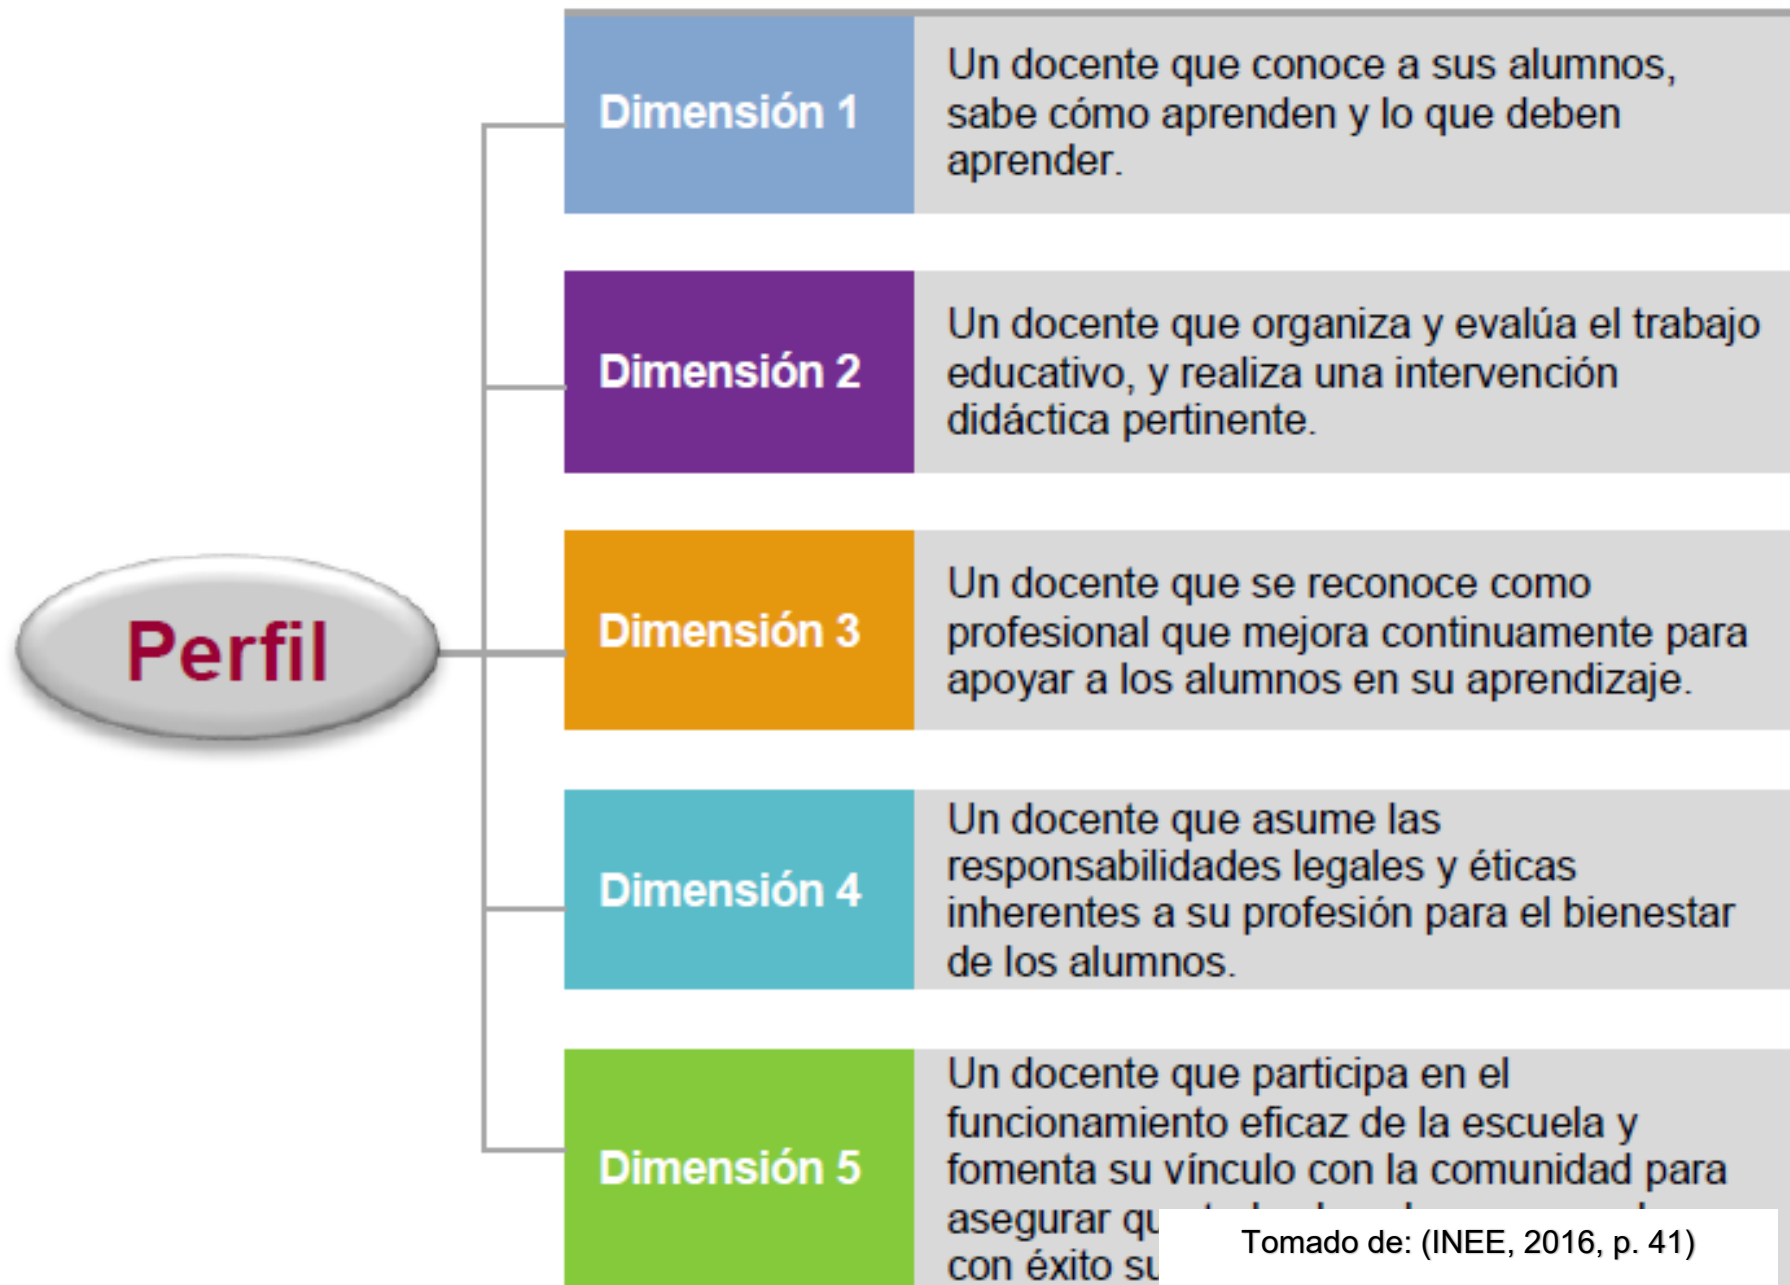 Perfil
Dimensión 1
Un docente que conoce a sus alumnos,
sabe cómo aprenden y lo que deben
aprender.
Dimensión 2
Un docente que organiza y evalúa el trabajo
educativo, y realiza una intervención
didáctica pertinente.
Dimensión 3
Un docente que se reconoce como
profesional que mejora continuamente para
apoyar a los alumnos en su aprendizaje.
Dimensión 4
Un docente que asume las
responsabilidades legales y éticas
inherentes a su profesión para el bienestar
de los alumnos.
Dimensión 5
Un docente que participa en el
funcionamiento eficaz de la escuela y
fomenta su vínculo con la comunidad para
asegurar
con éxito
Tomado de: (INEE, 2016, p. 41)